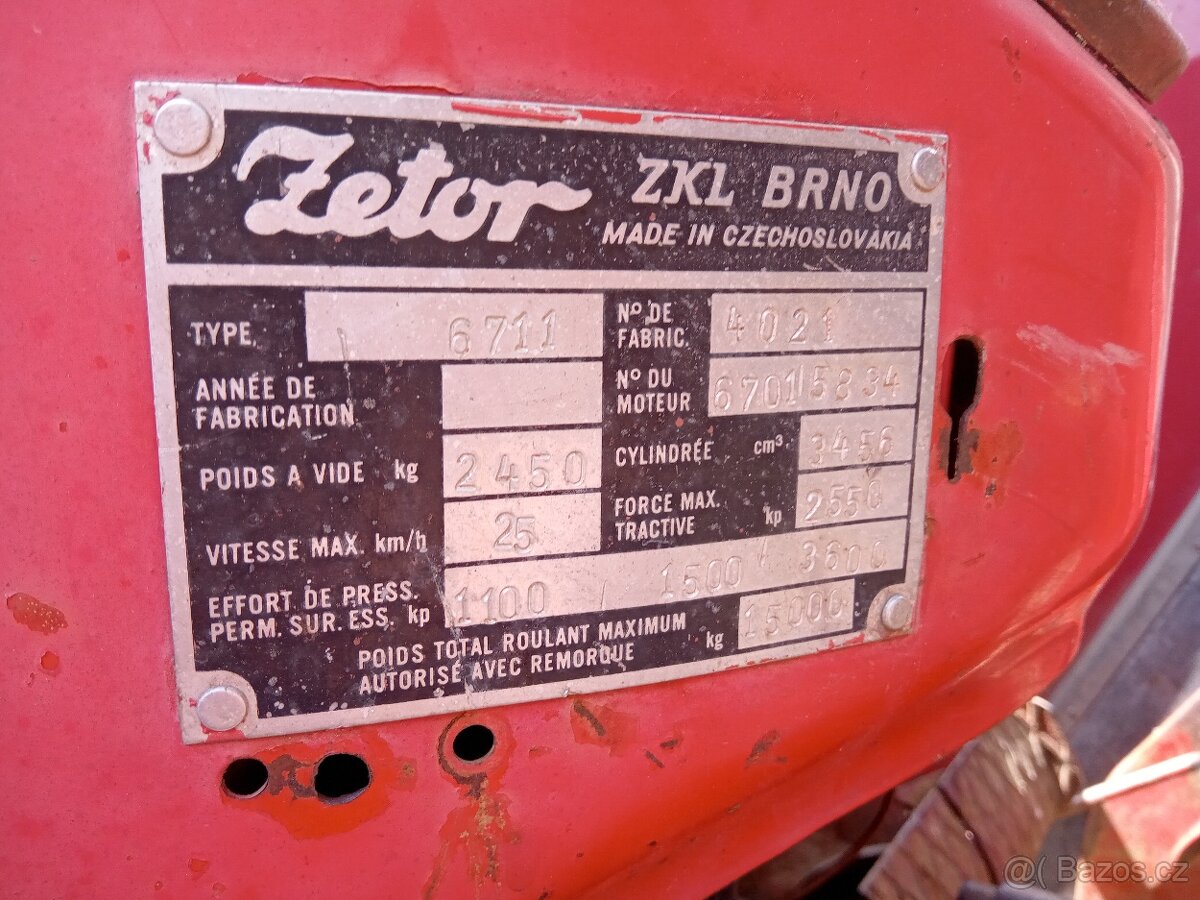 Zetor ZKL BRNO
MADE IN CZECHOSLOVAKIA
TYPE. 6711
Nº DE FABRIC. 4021
ANNÉE DE FABRICATION
Nº DU MOTEUR 6701/5834
POIDS A VIDE kg 2450
CYLINDRÉE cm³ 3456
VITESSE MAX. km/h 25
FORCE MAX. TRACTIVE kp 2550
EFFORT DE PRESS. PERM. SUR. ESS. kp 1100 / 1500 / 3600
POIDS TOTAL ROULANT MAXIMUM
AUTORISÉ AVEC REMORQUE kg 15000
Bazos.cz